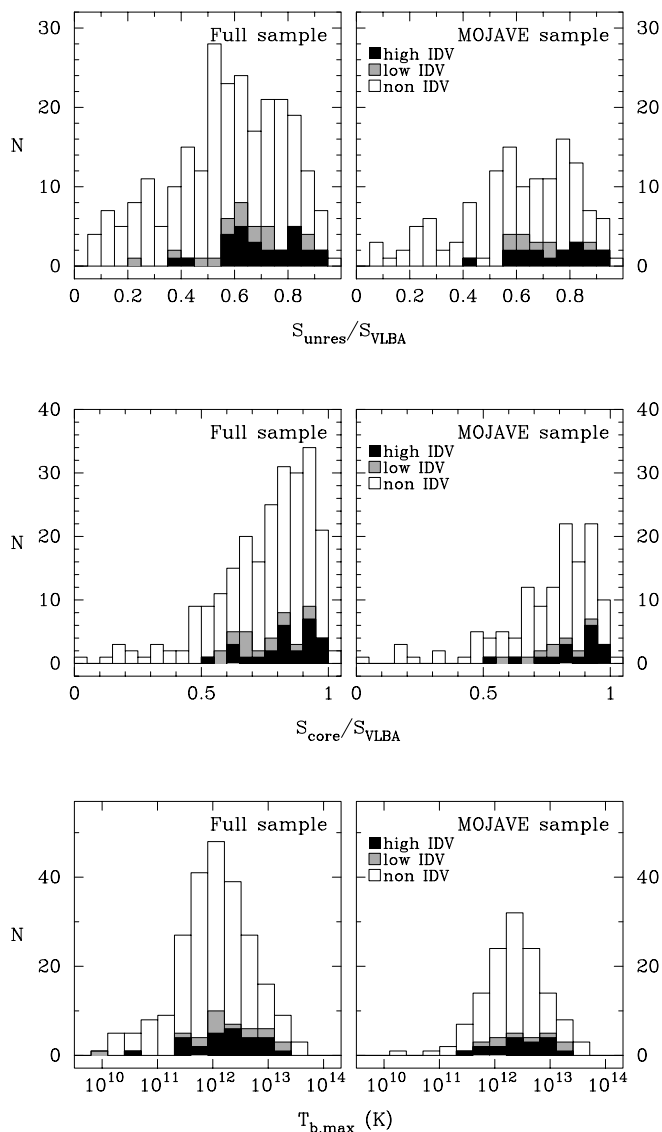 Full sample
MOJAVE sample
high IDV
low IDV
non IDV
N
30
20
10
0
30
20
10
0
0 0.2 0.4 0.6 0.8
0 0.2 0.4 0.6 0.8
S_unres/S_VLBA
Full sample
MOJAVE sample
high IDV
low IDV
non IDV
N
40
30
20
10
0
40
30
20
10
0
0 0.5 1
0 0.5 1
S_core/S_VLBA
Full sample
MOJAVE sample
high IDV
low IDV
non IDV
N
40
20
0
40
20
0
10^10 10^11 10^12 10^13 10^14
10^10 10^11 10^12 10^13 10^14
T_b,max (K)